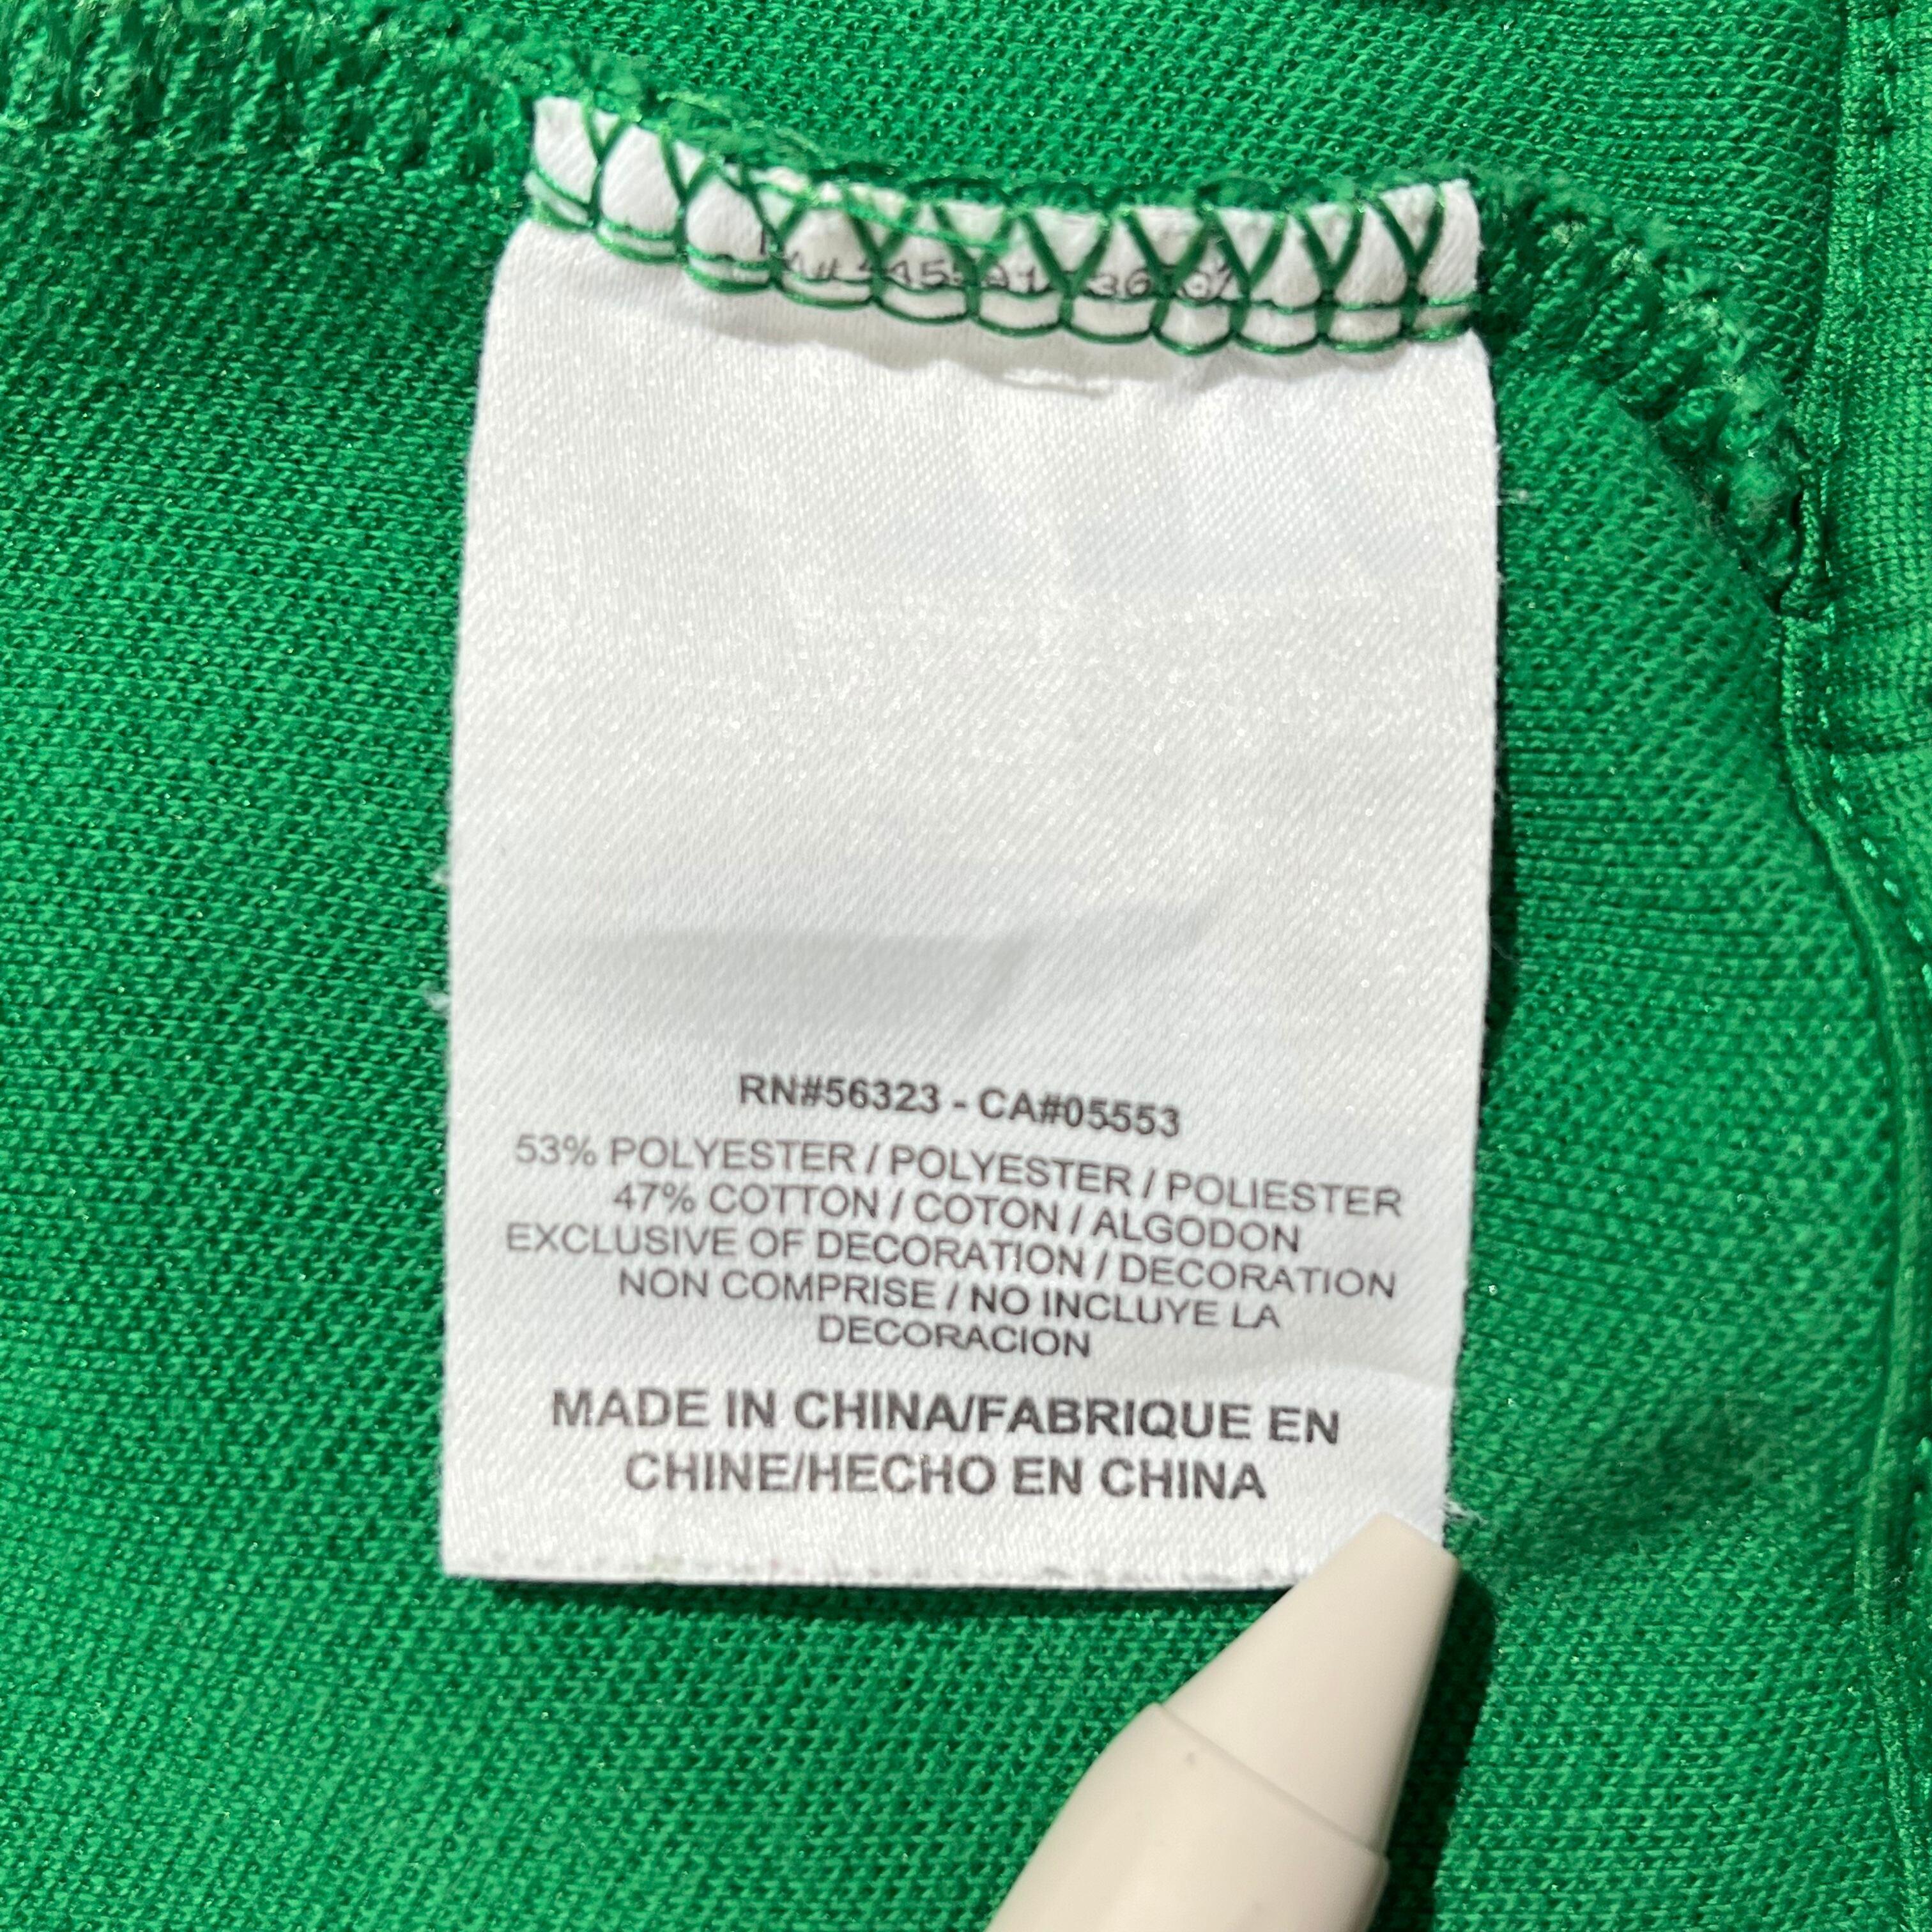 RN#56323 - CA#05553
53% POLYESTER / POLYESTER / POLIESTER
47% COTTON / COTON / ALGODON
EXCLUSIVE OF DECORATION / DECORATION
NON COMPRISE / NO INCLUYE LA
DECORACION
MADE IN CHINA/FABRIQUE EN
CHINE/HECHO EN CHINA